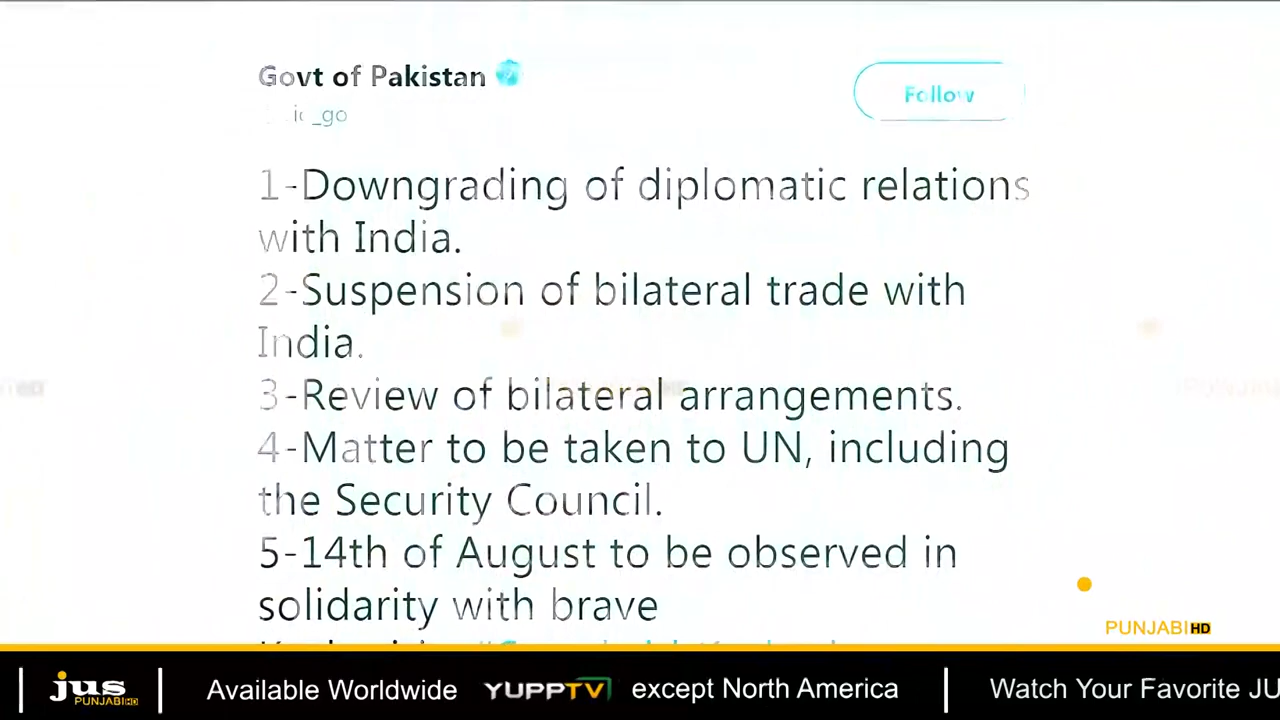 Govt of Pakistan
Follow
_go
1-Downgrading of diplomatic relations
with India.
2-Suspension of bilateral trade with
India.
3-Review of bilateral arrangements.
4-Matter to be taken to UN, including
the Security Council.
5-14th of August to be observed in
solidarity with brave
PUNJABI HD
jus PUNJABI HD
Available Worldwide YUPPTV except North America
Watch Your Favorite JU